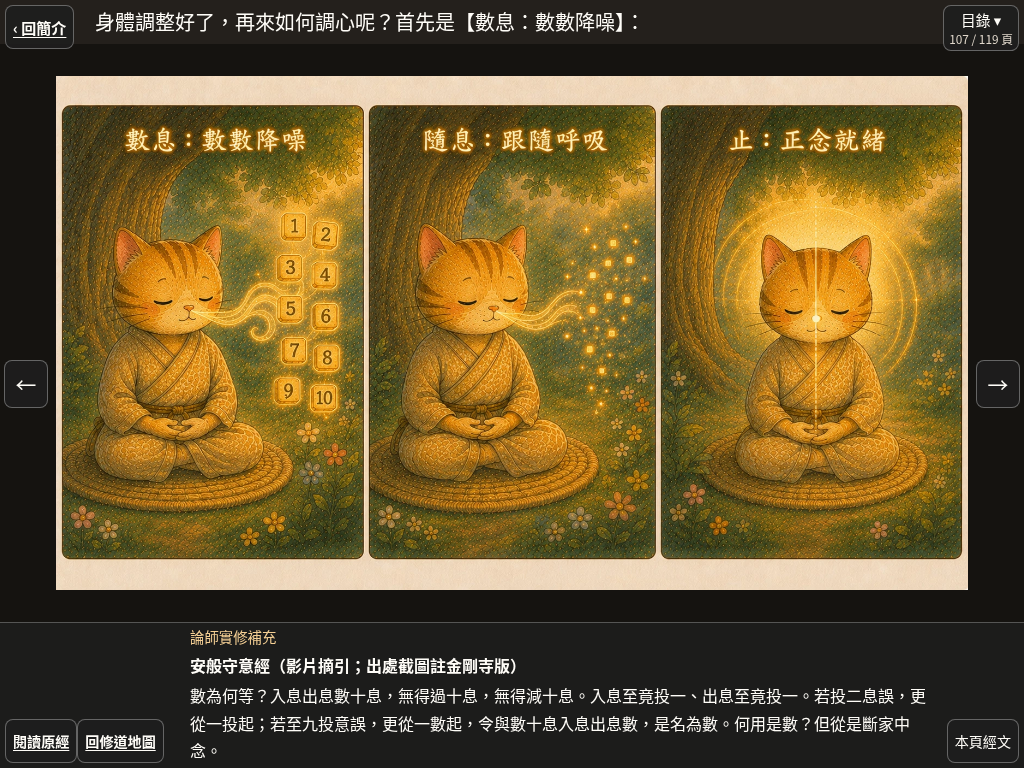 ‹ 回簡介
身體調整好了，再來如何調心呢？首先是【數息：數數降噪】：
目錄 ▾
107 / 119 頁
數息：數數降噪
隨息：跟隨呼吸
止：正念就緒
1
2
3
4
5
6
7
8
9
10
←
→
論師實修補充
安般守意經（影片摘引；出處截圖註金剛寺版）
數為何等？入息出息數十息，無得過十息，無得減十息。入息至竟投一、出息至竟投一。若投二息誤，更
從一投起；若至九投意誤，更從一數起，令與數十息入息出息數，是名為數。何用是數？但從是斷家中
念。
閱讀原經
回修道地圖
本頁經文